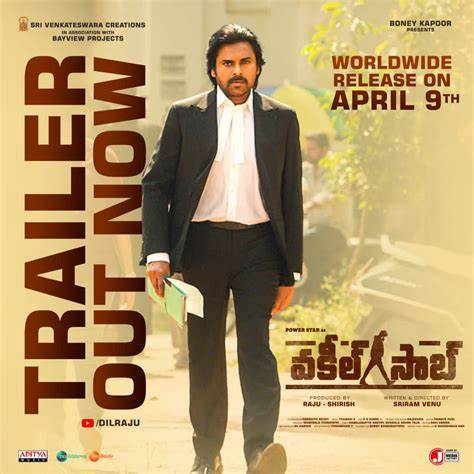 SRI VENKATESWARA CREATIONS
IN ASSOCIATION WITH
BAYVIEW PROJECTS
BONEY KAPOOR
PRESENTS
TRAILER
OUT NOW
WORLDWIDE
RELEASE ON
APRIL 9TH
POWER STAR in
వకీల్ సాబ్
PRODUCED BY
RAJU - SHIRISH
WRITTEN & DIRECTED BY
SRIRAM VENU
/DILRAJU
ADITYA
MUSIC